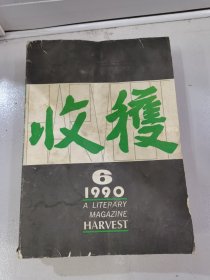 收穫
6
1990
A LITERARY
MAGAZINE
HARVEST